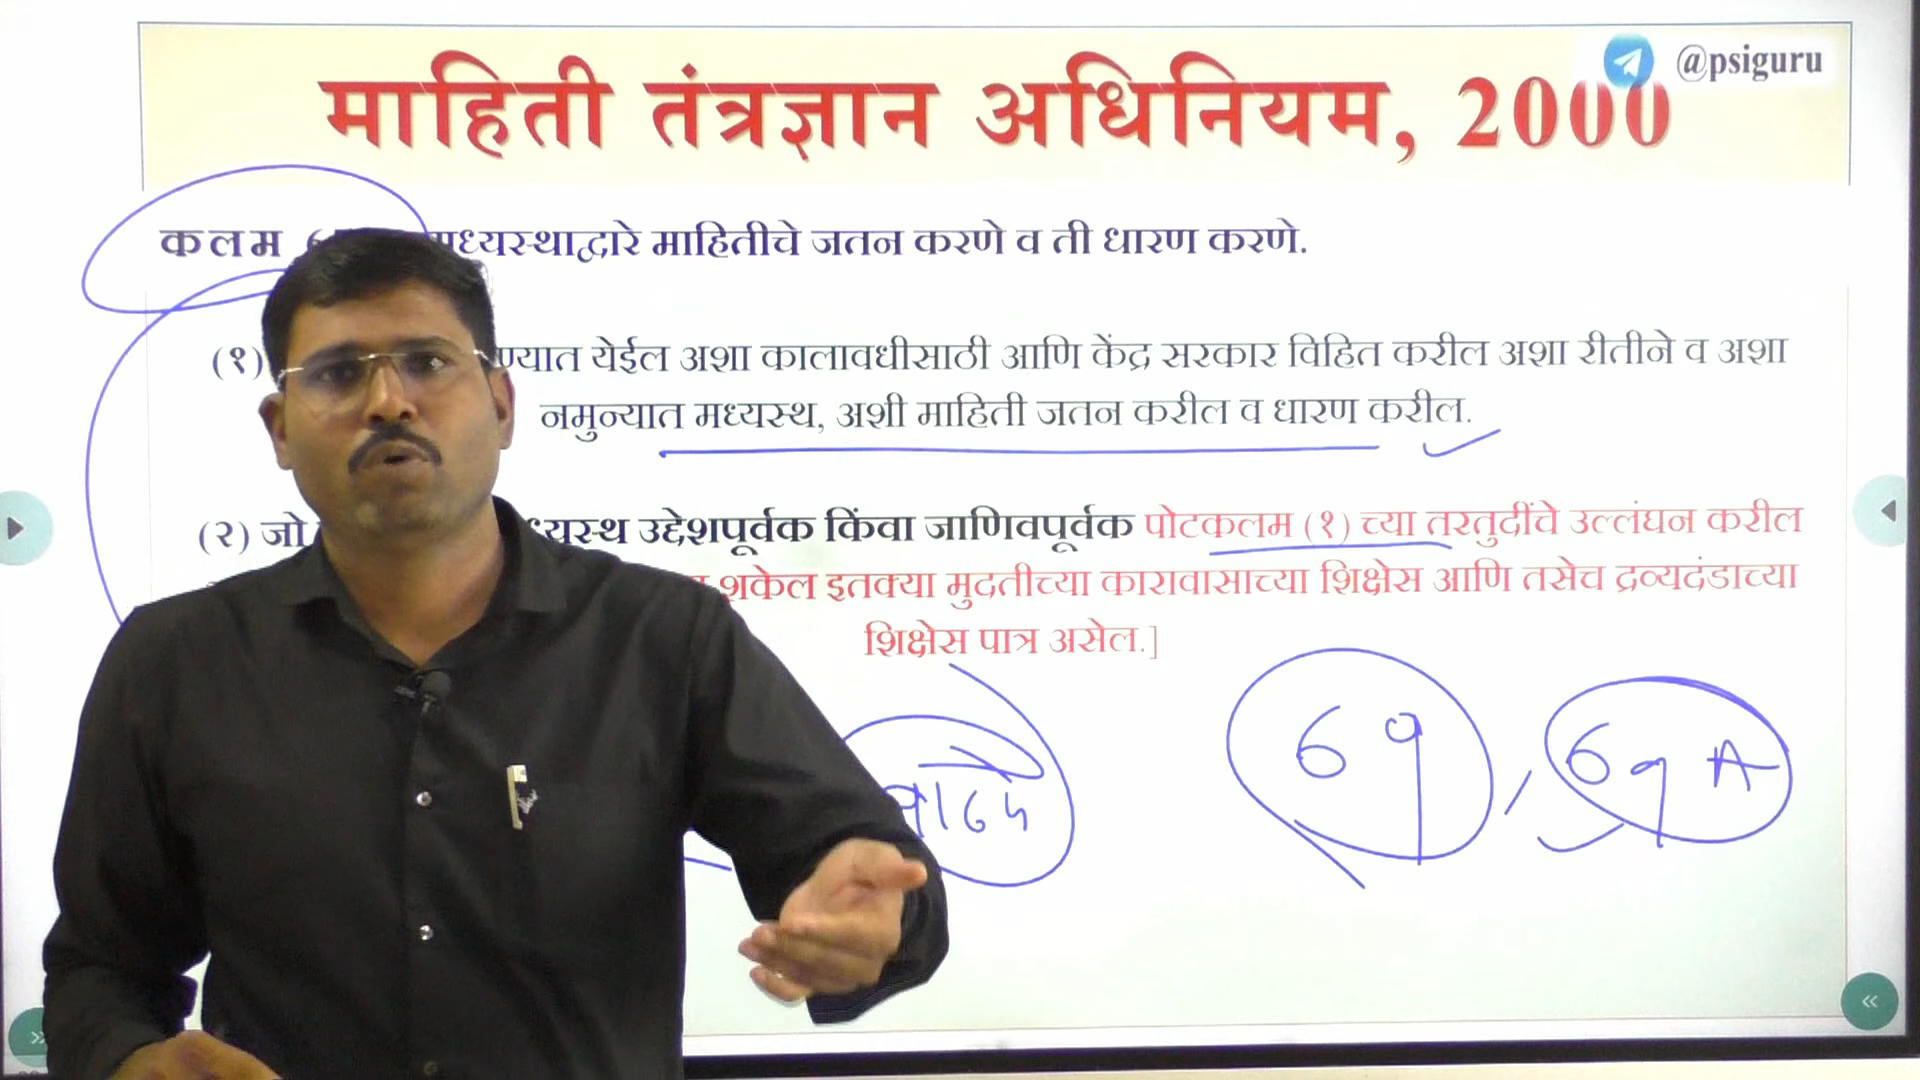 @psiguru
माहिती तंत्रज्ञान अधिनियम, 2000
कलम मध्यस्थाद्वारे माहितीचे जतन करणे व ती धारण करणे.
(१) येईल अशा कालावधीसाठी आणि केंद्र सरकार विहित करील अशा रीतीने व अशा
नमुन्यात मध्यस्थ, अशी माहिती जतन करील व धारण करील.
(२) जो उद्देशपूर्वक किंवा जाणिवपूर्वक पोटकलम (१) च्या तरतुदींचे उल्लंघन करील
शकेल इतक्या मुदतीच्या कारावासाच्या शिक्षेस आणि तसेच द्रव्यदंडाच्या
शिक्षेस पात्र असेल.]
69, 69 A